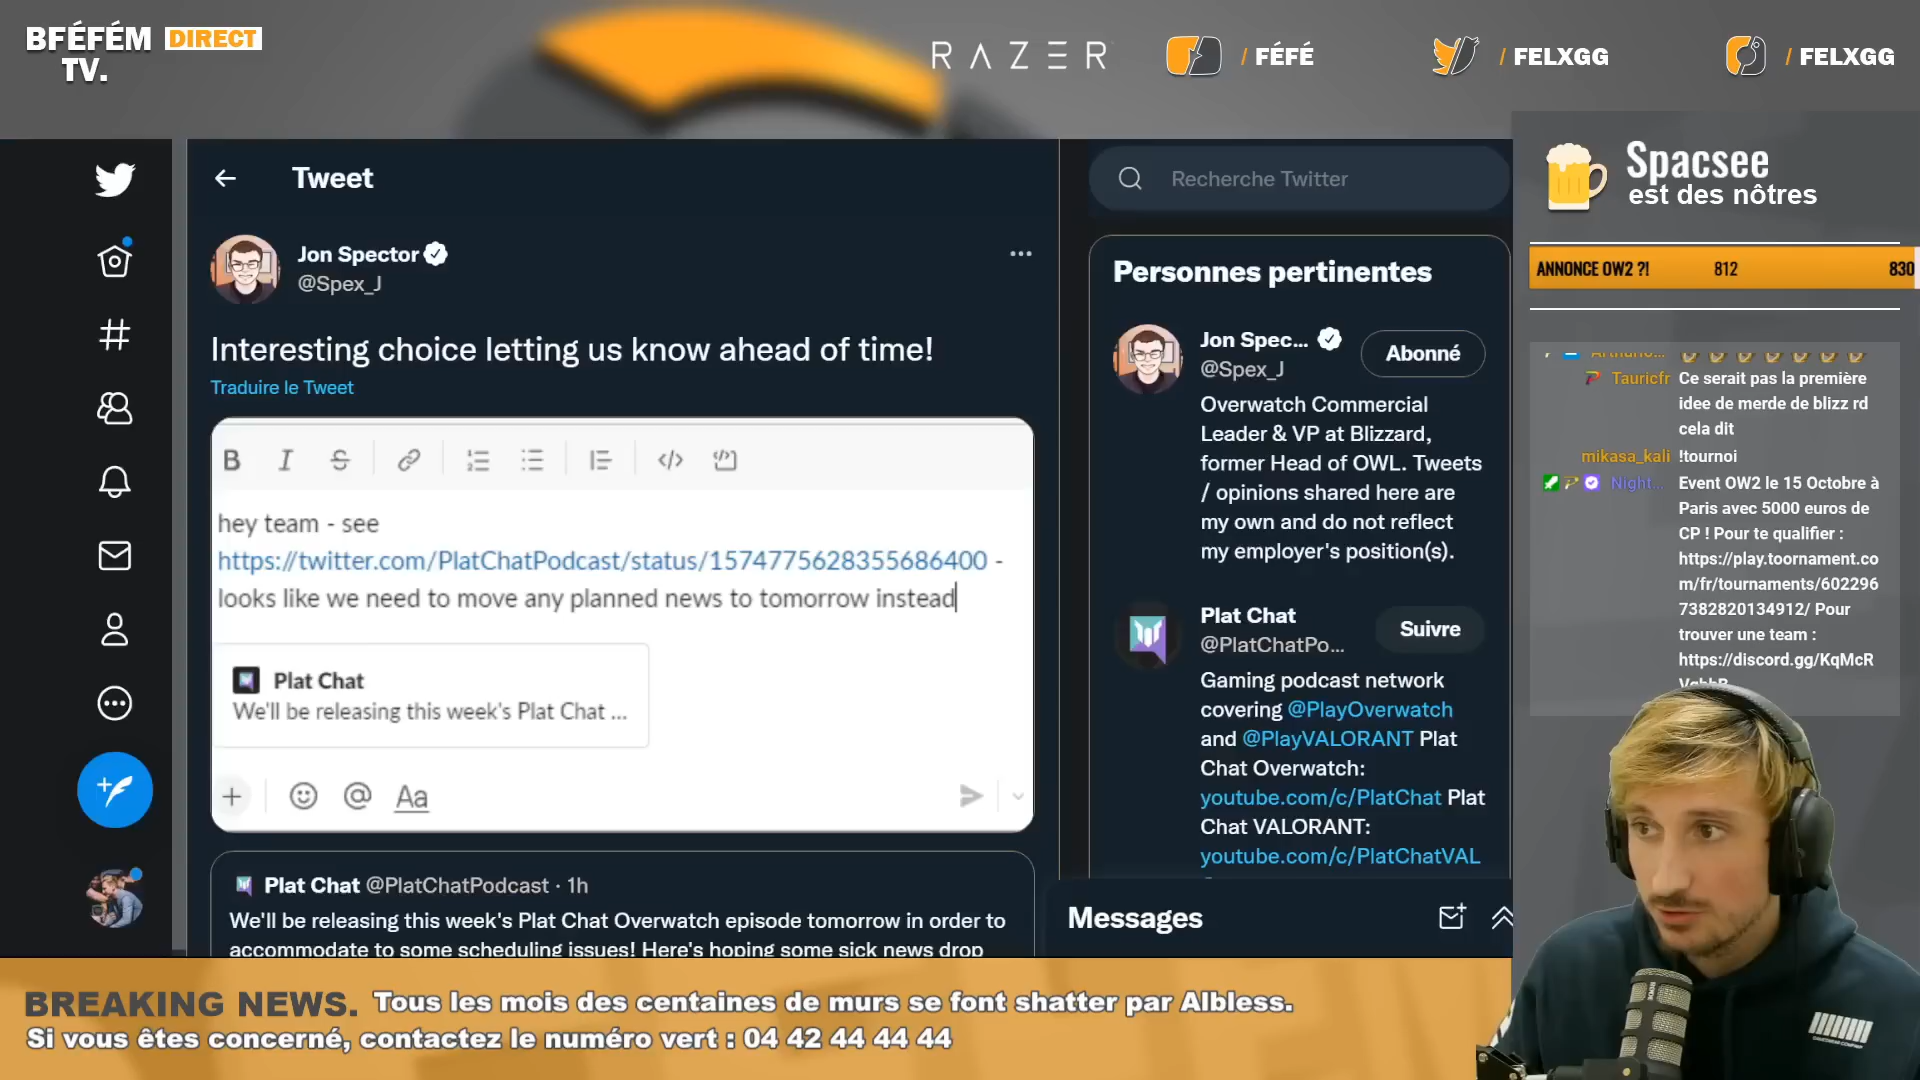 BFÉFÉM DIRECT
TV.
RAZER
/ FÉFÉ
/ FELXGG
/ FELXGG
Tweet
Jon Spector
@Spex_J
Interesting choice letting us know ahead of time!
Traduire le Tweet
B I S
hey team - see
https://twitter.com/PlatChatPodcast/status/1574775628355686400 -
looks like we need to move any planned news to tomorrow instead
Plat Chat
We'll be releasing this week's Plat Chat ...
Aa
Plat Chat @PlatChatPodcast · 1h
We'll be releasing this week's Plat Chat Overwatch episode tomorrow in order to
accommodate to some scheduling issues! Here's hoping some sick news drop
Recherche Twitter
Personnes pertinentes
Jon Spec...
@Spex_J
Abonné
Overwatch Commercial
Leader & VP at Blizzard,
former Head of OWL. Tweets
/ opinions shared here are
my own and do not reflect
my employer's position(s).
Plat Chat
@PlatChatPo...
Suivre
Gaming podcast network
covering @PlayOverwatch
and @PlayVALORANT Plat
Chat Overwatch:
youtube.com/c/PlatChat Plat
Chat VALORANT:
youtube.com/c/PlatChatVAL
Messages
Spacsee
est des nôtres
ANNONCE OW2 ?! 812 830
Tauricfr Ce serait pas la première
idee de merde de blizz rd
cela dit
mikasa_kali !tournoi
Night... Event OW2 le 15 Octobre à
Paris avec 5000 euros de
CP ! Pour te qualifier :
https://play.toornament.co
m/fr/tournaments/602296
7382820134912/ Pour
trouver une team :
https://discord.gg/KqMcR
BREAKING NEWS. Tous les mois des centaines de murs se font shatter par Albless.
Si vous êtes concerné, contactez le numéro vert : 04 42 44 44 44